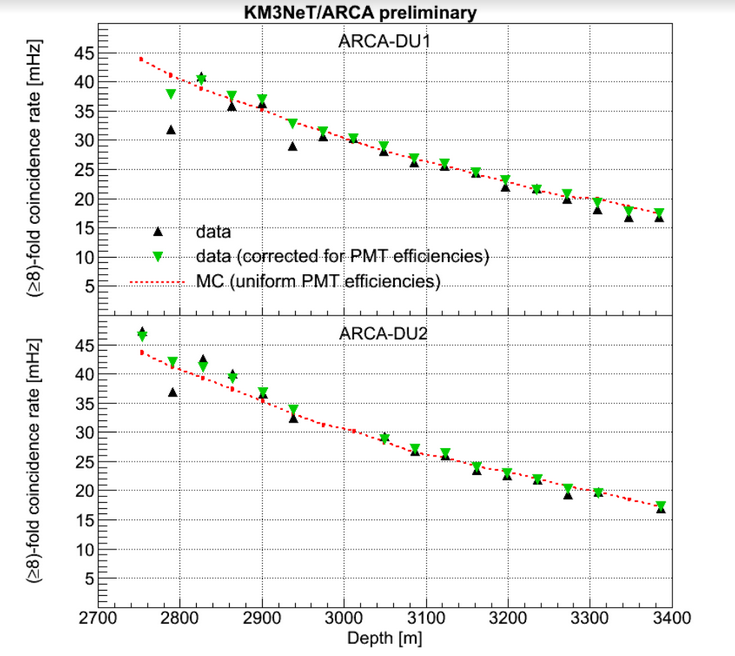 KM3NeT/ARCA preliminary
ARCA-DU1
(≥8)-fold coincidence rate [mHz]
45
40
35
30
25
20
15
10
5
data
data (corrected for PMT efficiencies)
MC (uniform PMT efficiencies)
ARCA-DU2
(≥8)-fold coincidence rate [mHz]
45
40
35
30
25
20
15
10
5
2700 2800 2900 3000 3100 3200 3300 3400
Depth [m]